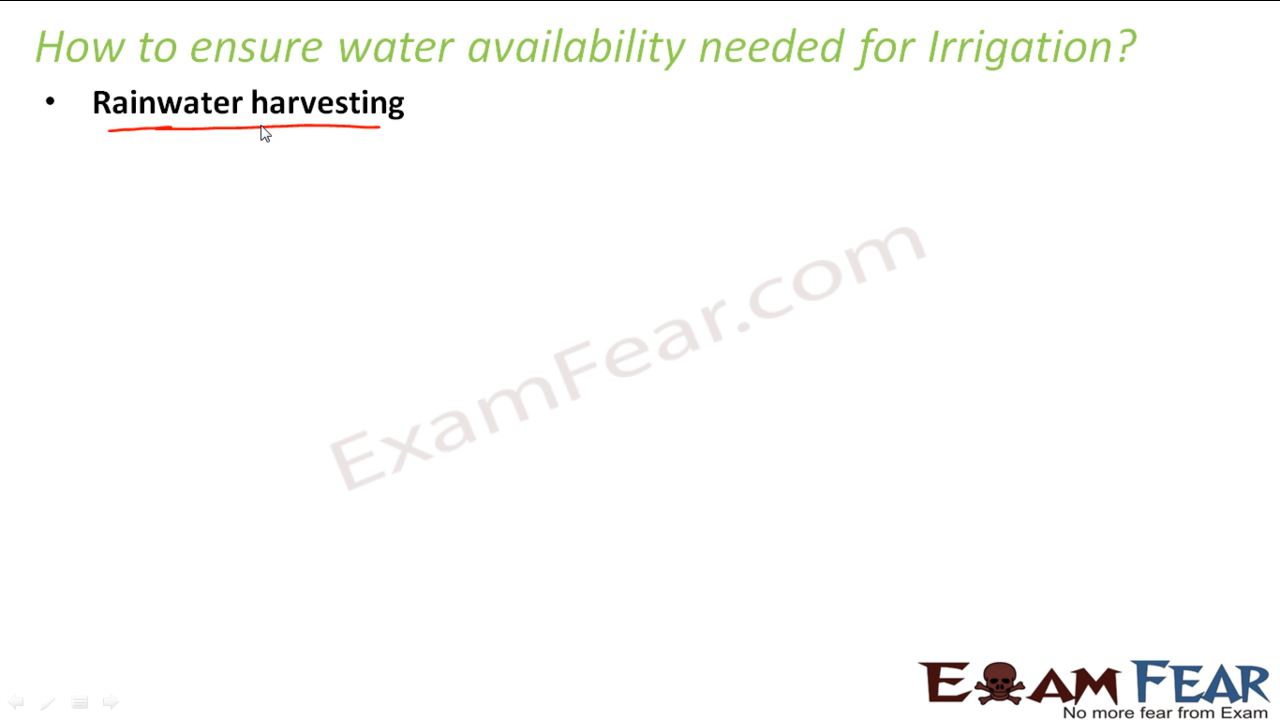 How to ensure water availability needed for Irrigation?
• Rainwater harvesting
ExamFear.com
EXAM FEAR
No more fear from Exam